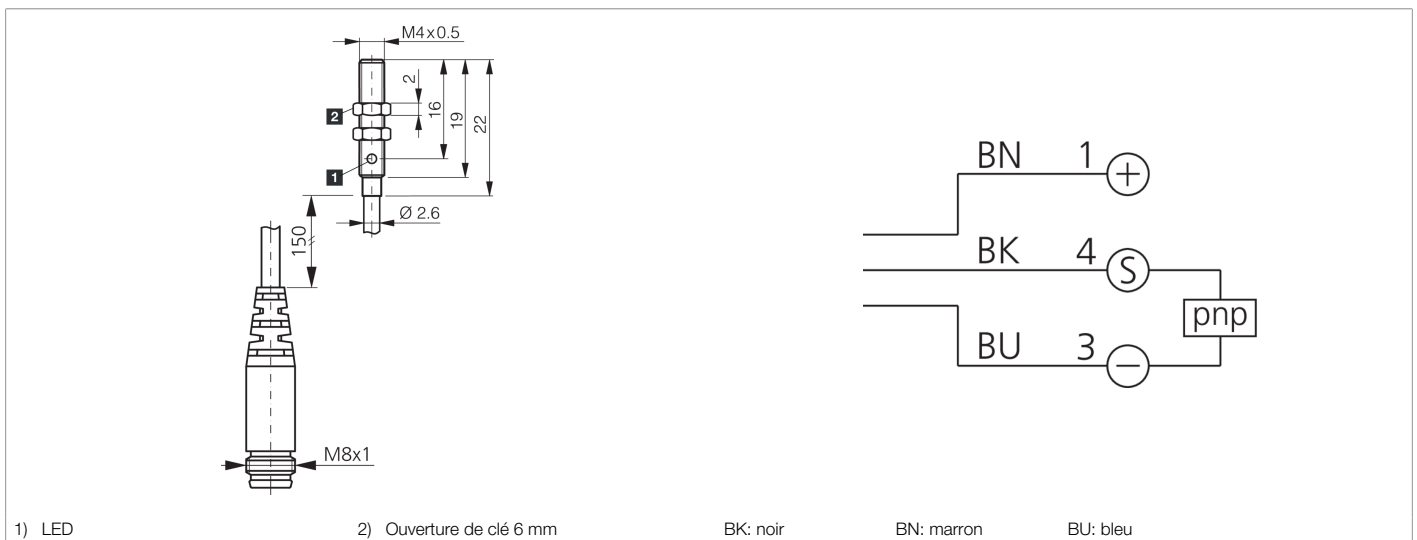 M4x0.5
2
16
19
22
2
1
Ø 2.6
150
M8x1
BN 1 +
BK 4 S
pnp
BU 3 −
1) LED 2) Ouverture de clé 6 mm BK: noir BN: marron BU: bleu